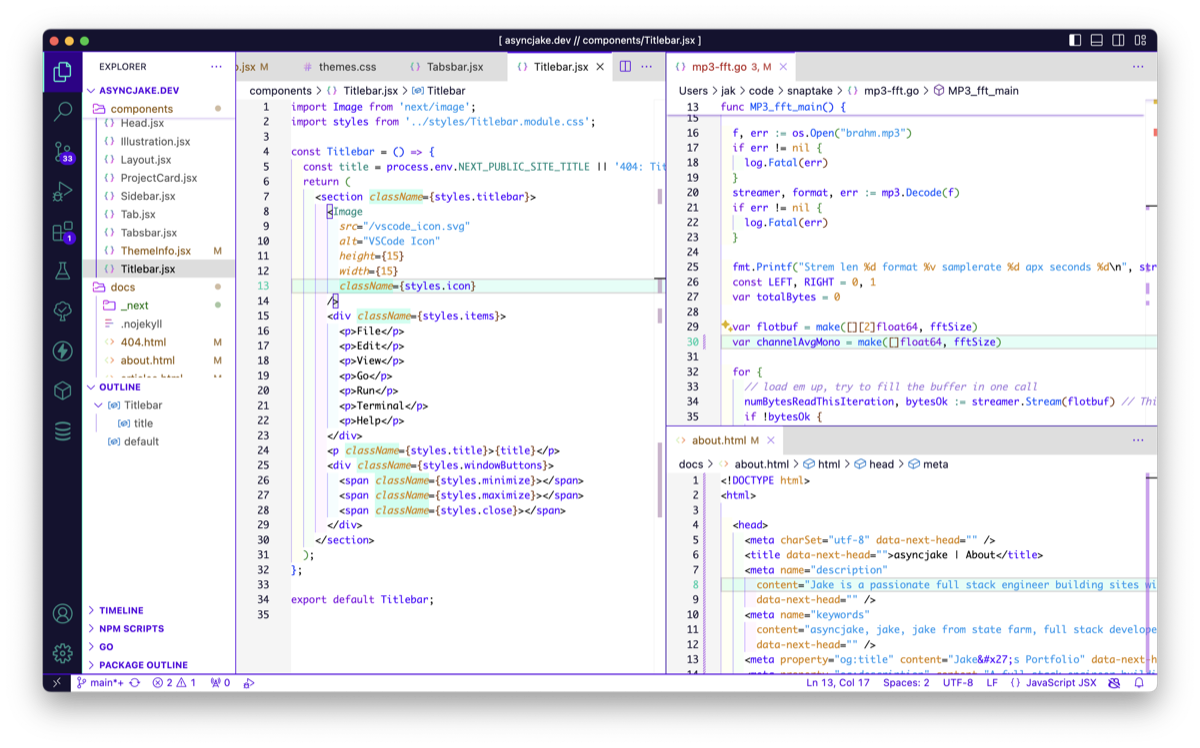 [ asyncjake.dev // components/Titlebar.jsx ]
EXPLORER
ASYNCJAKE.DEV
components
Head.jsx
Illustration.jsx
Layout.jsx
ProjectCard.jsx
Sidebar.jsx
Tab.jsx
Tabsbar.jsx
ThemeInfo.jsx M
Titlebar.jsx
docs
_next
.nojekyll
404.html M
about.html M
OUTLINE
Titlebar
title
default
TIMELINE
NPM SCRIPTS
GO
PACKAGE OUTLINE
33
1
.jsx M # themes.css Tabsbar.jsx Titlebar.jsx
components > Titlebar.jsx > Titlebar
1 import Image from 'next/image';
2 import styles from '../styles/Titlebar.module.css';
3
4 const Titlebar = () => {
5 const title = process.env.NEXT_PUBLIC_SITE_TITLE || '404: Tit
6 return (
7 <section className={styles.titlebar}>
8 <Image
9 src="/vscode_icon.svg"
10 alt="VSCode Icon"
11 height={15}
12 width={15}
13 className={styles.icon}
14 />
15 <div className={styles.items}>
16 <p>File</p>
17 <p>Edit</p>
18 <p>View</p>
19 <p>Go</p>
20 <p>Run</p>
21 <p>Terminal</p>
22 <p>Help</p>
23 </div>
24 <p className={styles.title}>{title}</p>
25 <div className={styles.windowButtons}>
26 <span className={styles.minimize}></span>
27 <span className={styles.maximize}></span>
28 <span className={styles.close}></span>
29 </div>
30 </section>
31 );
32 };
33
34 export default Titlebar;
35
mp3-fft.go 3, M
Users > jak > code > snaptake > mp3-fft.go > MP3_fft_main
13 func MP3_fft_main() {
15
16 f, err := os.Open("brahm.mp3")
17 if err != nil {
18 log.Fatal(err)
19 }
20 streamer, format, err := mp3.Decode(f)
21 if err != nil {
22 log.Fatal(err)
23 }
24
25 fmt.Printf("Strem len %d format %v samplerate %d apx seconds %d\n", str
26 const LEFT, RIGHT = 0, 1
27 var totalBytes = 0
28
29 var flotbuf = make([][2]float64, fftSize)
30 var channelAvgMono = make([]float64, fftSize)
31
32 for {
33 // load em up, try to fill the buffer in one call
34 numBytesReadThisIteration, bytesOk := streamer.Stream(flotbuf) // Thi
35 if !bytesOk {
about.html M
docs > about.html > html > head > meta
1 <!DOCTYPE html>
2 <html>
3
4 <head>
5 <meta charSet="utf-8" data-next-head="" />
6 <title data-next-head="">asyncjake | About</title>
7 <meta name="description"
8 content="Jake is a passionate full stack engineer building sites wi
9 data-next-head="" />
10 <meta name="keywords"
11 content="asyncjake, jake, jake from state farm, full stack develope
12 data-next-head="" />
13 <meta property="og:title" content="Jake&#x27;s Portfolio" data-next-h
main*+ 2 1 0
Ln 13, Col 17 Spaces: 2 UTF-8 LF {} JavaScript JSX